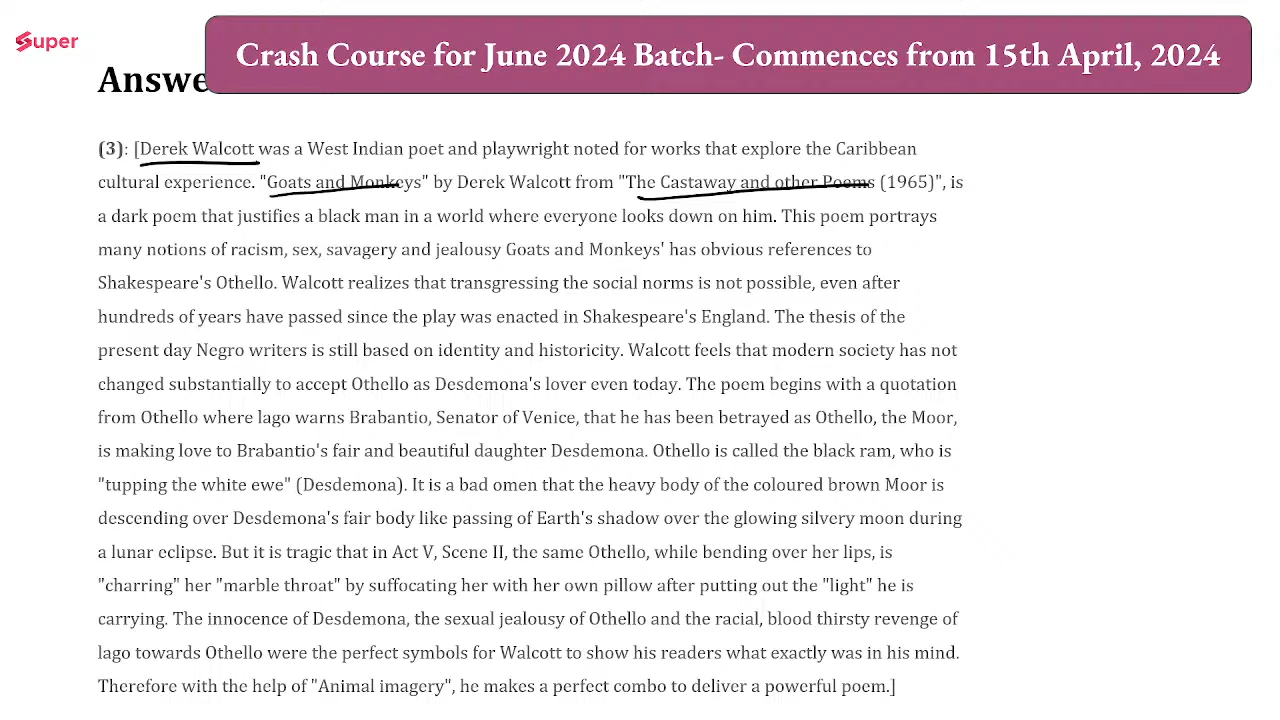 Super
Crash Course for June 2024 Batch- Commences from 15th April, 2024
Answe
(3): [Derek Walcott was a West Indian poet and playwright noted for works that explore the Caribbean
cultural experience. "Goats and Monkeys" by Derek Walcott from "The Castaway and other Poems (1965)", is
a dark poem that justifies a black man in a world where everyone looks down on him. This poem portrays
many notions of racism, sex, savagery and jealousy Goats and Monkeys' has obvious references to
Shakespeare's Othello. Walcott realizes that transgressing the social norms is not possible, even after
hundreds of years have passed since the play was enacted in Shakespeare's England. The thesis of the
present day Negro writers is still based on identity and historicity. Walcott feels that modern society has not
changed substantially to accept Othello as Desdemona's lover even today. The poem begins with a quotation
from Othello where lago warns Brabantio, Senator of Venice, that he has been betrayed as Othello, the Moor,
is making love to Brabantio's fair and beautiful daughter Desdemona. Othello is called the black ram, who is
"tupping the white ewe" (Desdemona). It is a bad omen that the heavy body of the coloured brown Moor is
descending over Desdemona's fair body like passing of Earth's shadow over the glowing silvery moon during
a lunar eclipse. But it is tragic that in Act V, Scene II, the same Othello, while bending over her lips, is
"charring" her "marble throat" by suffocating her with her own pillow after putting out the "light" he is
carrying. The innocence of Desdemona, the sexual jealousy of Othello and the racial, blood thirsty revenge of
lago towards Othello were the perfect symbols for Walcott to show his readers what exactly was in his mind.
Therefore with the help of "Animal imagery", he makes a perfect combo to deliver a powerful poem.]